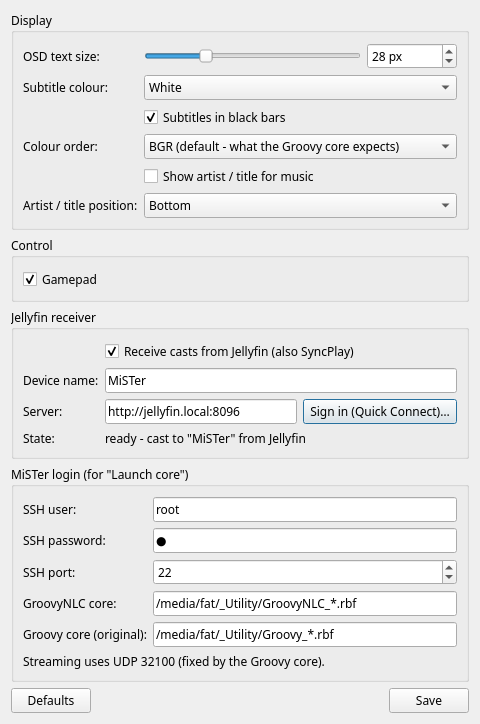 Display
OSD text size: 28 px
Subtitle colour: White
Subtitles in black bars
Colour order: BGR (default - what the Groovy core expects)
Show artist / title for music
Artist / title position: Bottom
Control
Gamepad
Jellyfin receiver
Receive casts from Jellyfin (also SyncPlay)
Device name: MiSTer
Server: http://jellyfin.local:8096 Sign in (Quick Connect)...
State: ready - cast to "MiSTer" from Jellyfin
MiSTer login (for "Launch core")
SSH user: root
SSH password: ●
SSH port: 22
GroovyNLC core: /media/fat/_Utility/GroovyNLC_*.rbf
Groovy core (original): /media/fat/_Utility/Groovy_*.rbf
Streaming uses UDP 32100 (fixed by the Groovy core).
Defaults Save